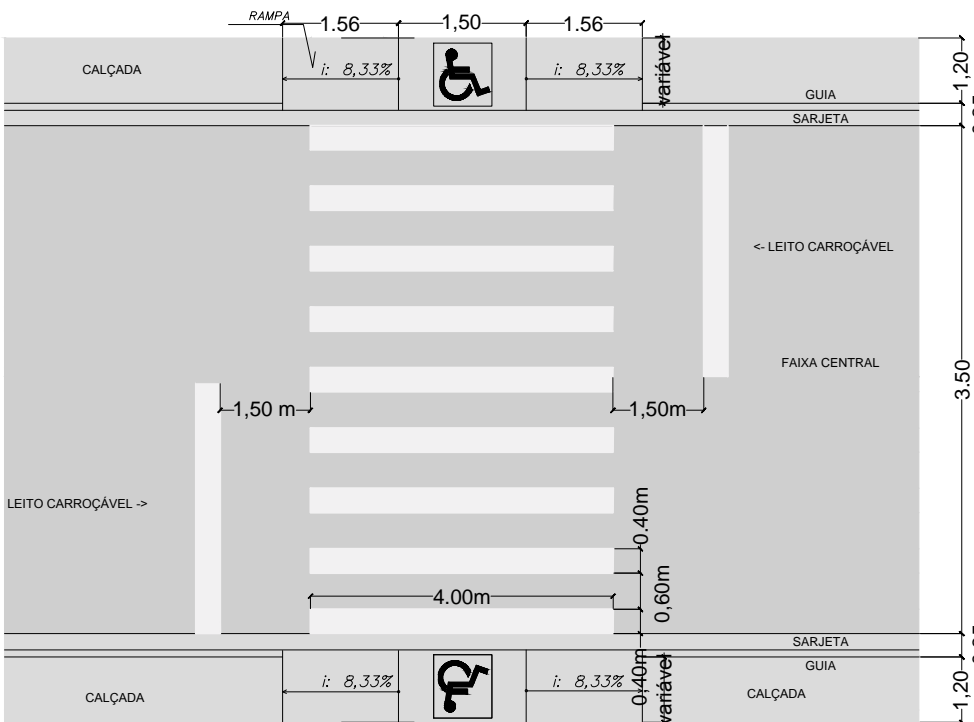 RAMPA
1.56
1,50
1.56
i: 8,33%
i: 8,33%
variável
1,20
CALÇADA
GUIA
SARJETA
<- LEITO CARROÇÁVEL
FAIXA CENTRAL
3.50
1,50 m
1,50m
LEITO CARROÇÁVEL ->
0.40m
0,60m
4.00m
0,40m
SARJETA
GUIA
i: 8,33%
i: 8,33%
variável
1,20
CALÇADA
CALÇADA